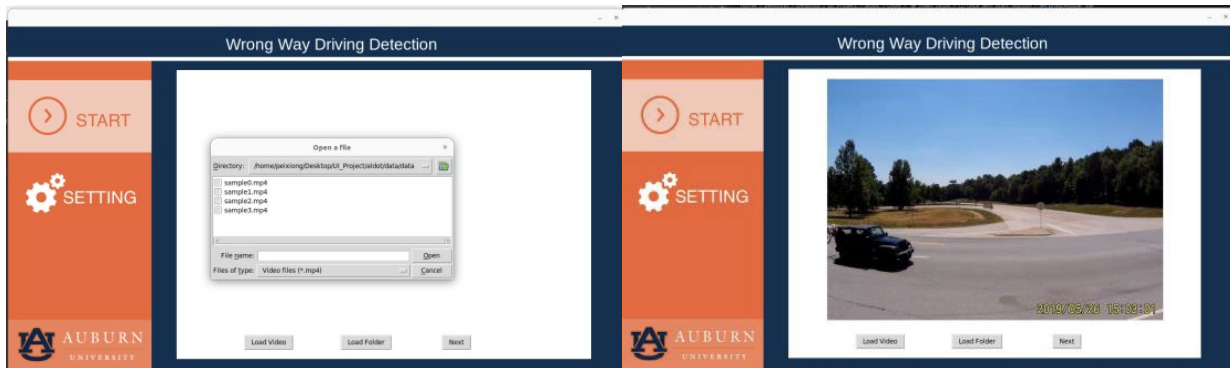 Wrong Way Driving Detection
START
SETTING
Open a file
Directory: /home/peixiong/Desktop/UI_Project/aldot/data/data
sample0.mp4
sample1.mp4
sample2.mp4
sample3.mp4
File name:
Open
Files of type: Video files (*.mp4)
Cancel
Load Video
Load Folder
Next
AUBURN
UNIVERSITY
Wrong Way Driving Detection
START
SETTING
2019/05/26 15:03:01
Load Video
Load Folder
Next
AUBURN
UNIVERSITY